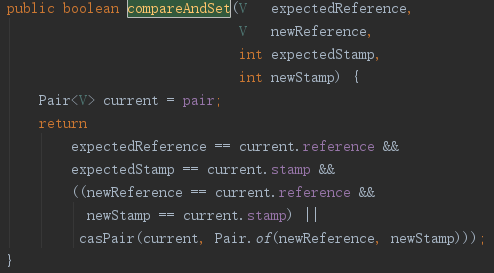 public boolean compareAndSet(V   expectedReference,
                             V   newReference,
                             int expectedStamp,
                             int newStamp) {
    Pair<V> current = pair;
    return
        expectedReference == current.reference &&
        expectedStamp == current.stamp &&
        ((newReference == current.reference &&
          newStamp == current.stamp) ||
         casPair(current, Pair.of(newReference, newStamp)));
}